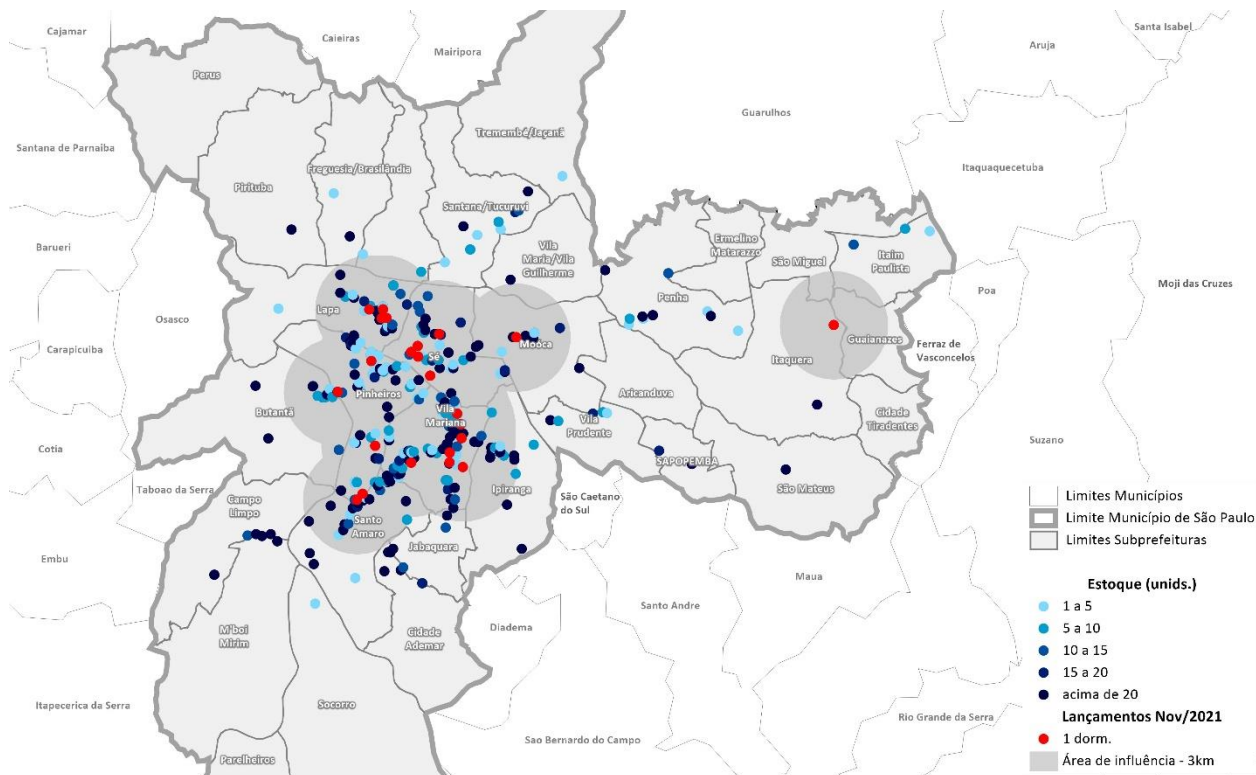 Cajamar
Caieiras
Mairipora
Santa Isabel
Aruja
Perus
Guarulhos
Tremembé/Jaçanã
Santana de Parnaiba
Freguesia/Brasilândia
Itaquaquecetuba
Pirituba
Santana/Tucuruvi
Barueri
Vila
Maria/Vila
Guilherme
Ermelino
Matarazzo
São Miguel
Itaim
Paulista
Moji das Cruzes
Penha
Poa
Osasco
Lapa
Carapicuiba
Sé
Moóca
Guaianazes
Ferraz de
Vasconcelos
Itaquera
Pinheiros
Aricanduva
Butantã
Vila
Mariana
Vila
Prudente
Cidade
Tiradentes
Cotia
Suzano
SAPOPEMBA
Taboao da Serra
São Mateus
Campo
Limpo
Ipiranga
São Caetano
do Sul
Santo
Amaro
Jabaquara
Embu
Maua
Santo Andre
Diadema
M'boi
Mirim
Cidade
Ademar
Itapecerica da Serra
Socorro
Rio Grande da Serra
Sao Bernardo do Campo
Parelheiros
Limites Municípios
Limite Município de São Paulo
Limites Subprefeituras
Estoque (unids.)
1 a 5
5 a 10
10 a 15
15 a 20
acima de 20
Lançamentos Nov/2021
1 dorm.
Área de influência - 3km